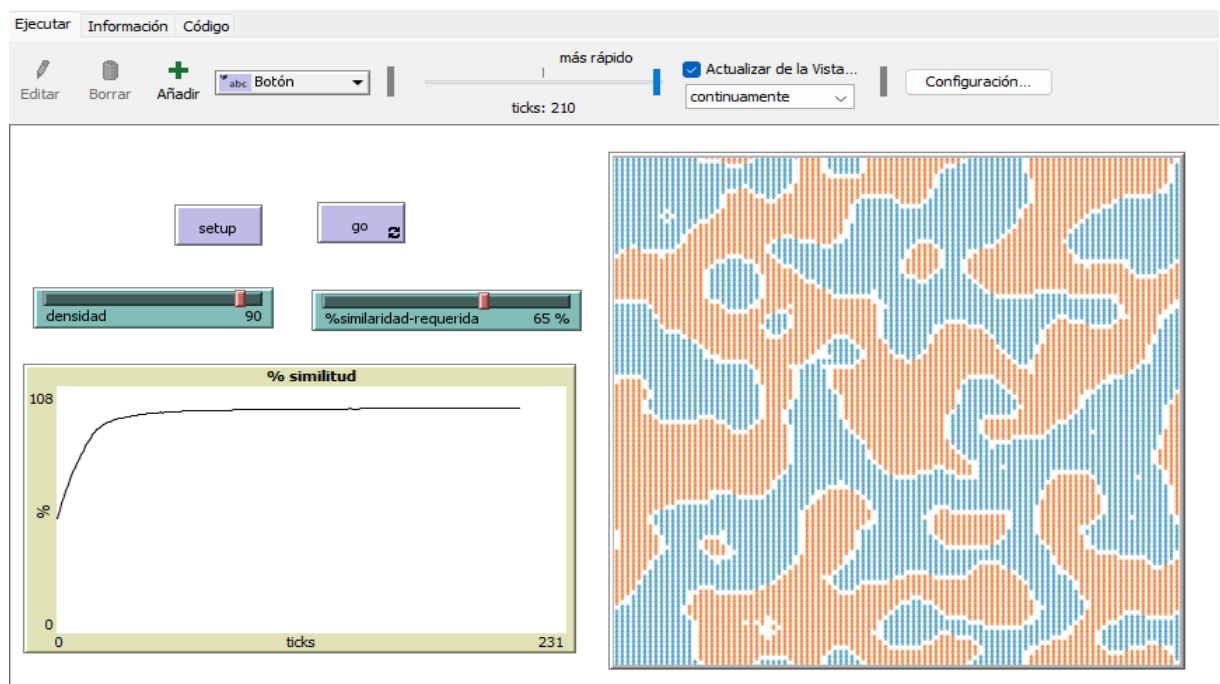 Ejecutar Información Código
Editar Borrar Añadir abc Botón más rápido ticks: 210 Actualizar de la Vista... continuamente Configuración...
setup go
densidad 90 %similaridad-requerida 65 %
% similitud
108
%
0
0 ticks 231